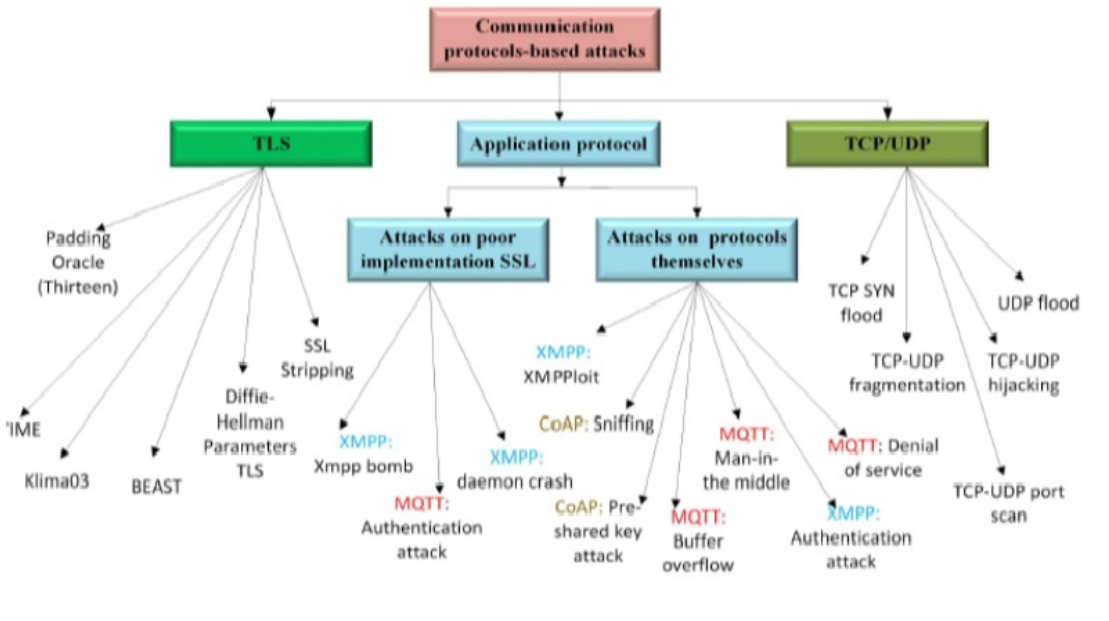 Communication
protocols-based attacks
TLS
Application protocol
TCP/UDP
Attacks on poor
implementation SSL
Attacks on protocols
themselves
Padding
Oracle
(Thirteen)
'IME
Klima03
BEAST
Diffie-
Hellman
Parameters
TLS
SSL
Stripping
XMPP:
Xmpp bomb
MQTT:
Authentication
attack
XMPP:
daemon crash
XMPP:
XMPPloit
CoAP: Sniffing
CoAP: Pre-
shared key
attack
MQTT:
Buffer
overflow
MQTT:
Man-in-
the middle
XMPP:
Authentication
attack
MQTT: Denial
of service
TCP SYN
flood
TCP-UDP
fragmentation
TCP-UDP
hijacking
UDP flood
TCP-UDP port
scan